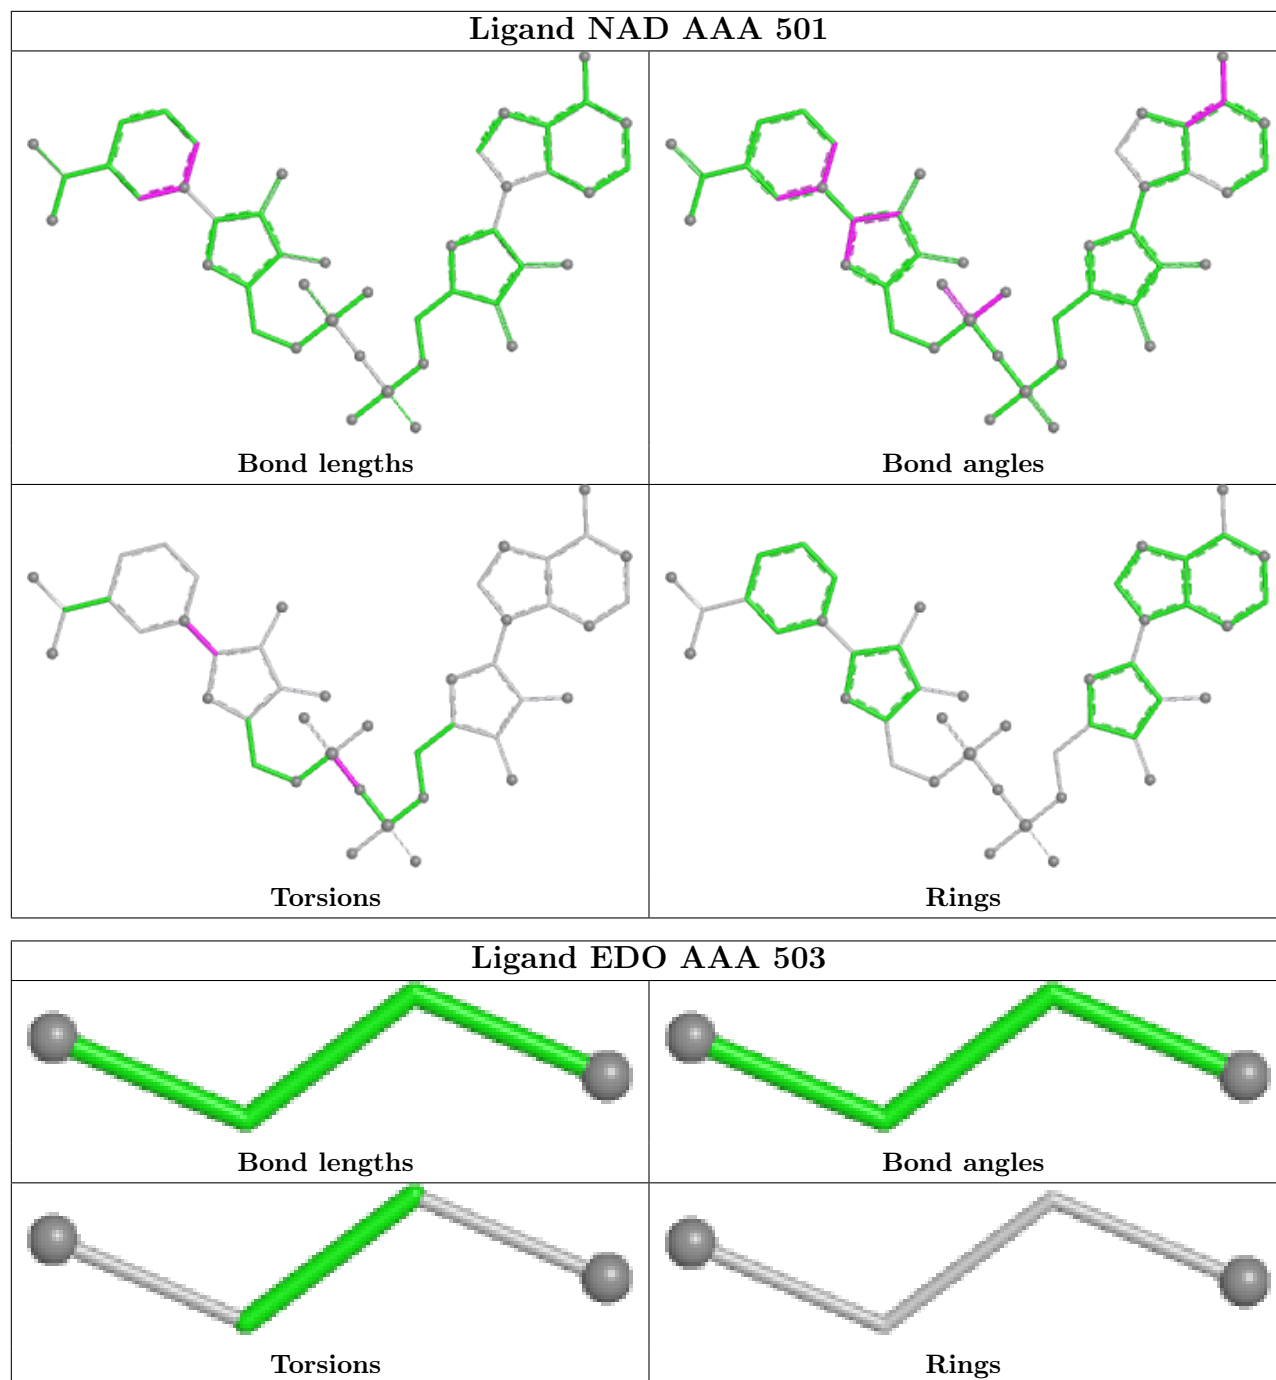 Ligand NAD AAA 501
Bond lengths
Bond angles
Torsions
Rings
Ligand EDO AAA 503
Bond lengths
Bond angles
Torsions
Rings